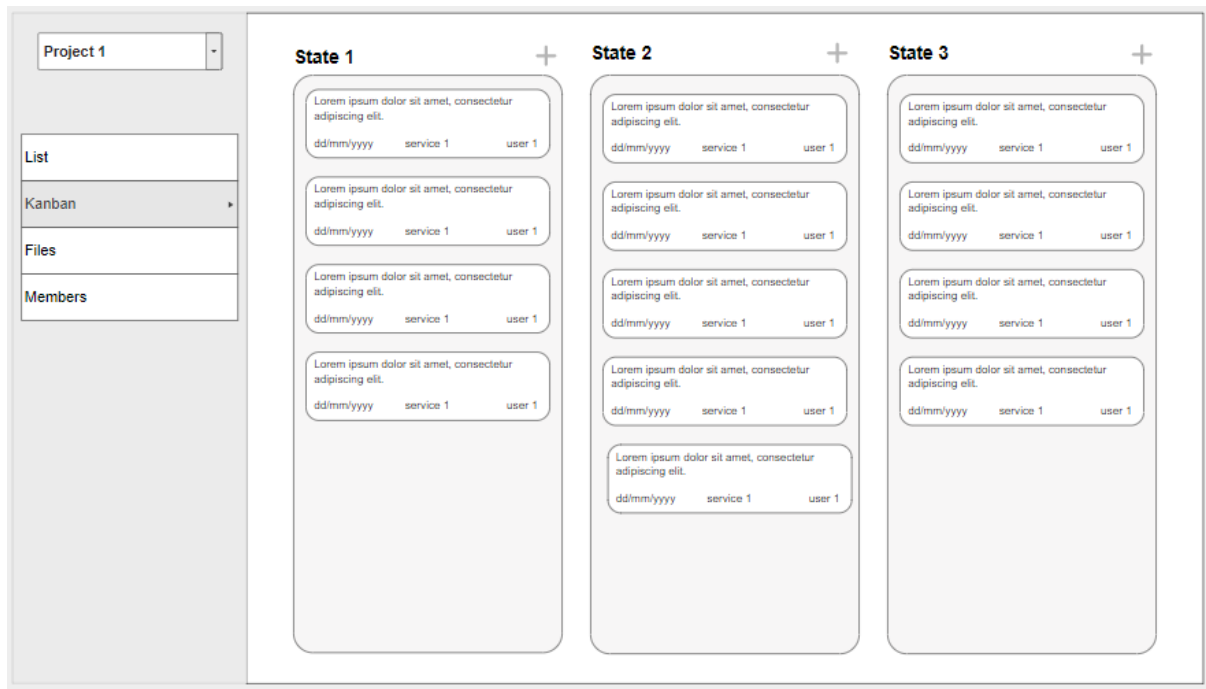 Project 1
List
Kanban
Files
Members
State 1
Lorem ipsum dolor sit amet, consectetur
adipiscing elit.
dd/mm/yyyy service 1 user 1
Lorem ipsum dolor sit amet, consectetur
adipiscing elit.
dd/mm/yyyy service 1 user 1
Lorem ipsum dolor sit amet, consectetur
adipiscing elit.
dd/mm/yyyy service 1 user 1
Lorem ipsum dolor sit amet, consectetur
adipiscing elit.
dd/mm/yyyy service 1 user 1
State 2
Lorem ipsum dolor sit amet, consectetur
adipiscing elit.
dd/mm/yyyy service 1 user 1
Lorem ipsum dolor sit amet, consectetur
adipiscing elit.
dd/mm/yyyy service 1 user 1
Lorem ipsum dolor sit amet, consectetur
adipiscing elit.
dd/mm/yyyy service 1 user 1
Lorem ipsum dolor sit amet, consectetur
adipiscing elit.
dd/mm/yyyy service 1 user 1
Lorem ipsum dolor sit amet, consectetur
adipiscing elit.
dd/mm/yyyy service 1 user 1
State 3
Lorem ipsum dolor sit amet, consectetur
adipiscing elit.
dd/mm/yyyy service 1 user 1
Lorem ipsum dolor sit amet, consectetur
adipiscing elit.
dd/mm/yyyy service 1 user 1
Lorem ipsum dolor sit amet, consectetur
adipiscing elit.
dd/mm/yyyy service 1 user 1
Lorem ipsum dolor sit amet, consectetur
adipiscing elit.
dd/mm/yyyy service 1 user 1